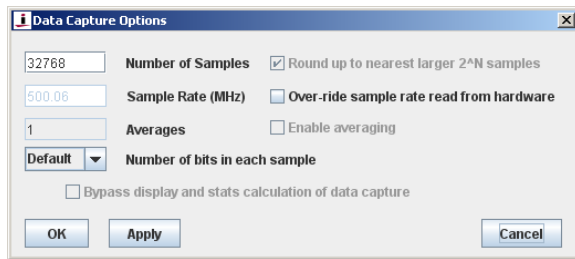 Data Capture Options
32768 Number of Samples Round up to nearest larger 2^N samples
500.06 Sample Rate (MHz) Over-ride sample rate read from hardware
1 Averages Enable averaging
Default Number of bits in each sample
Bypass display and stats calculation of data capture
OK Apply Cancel